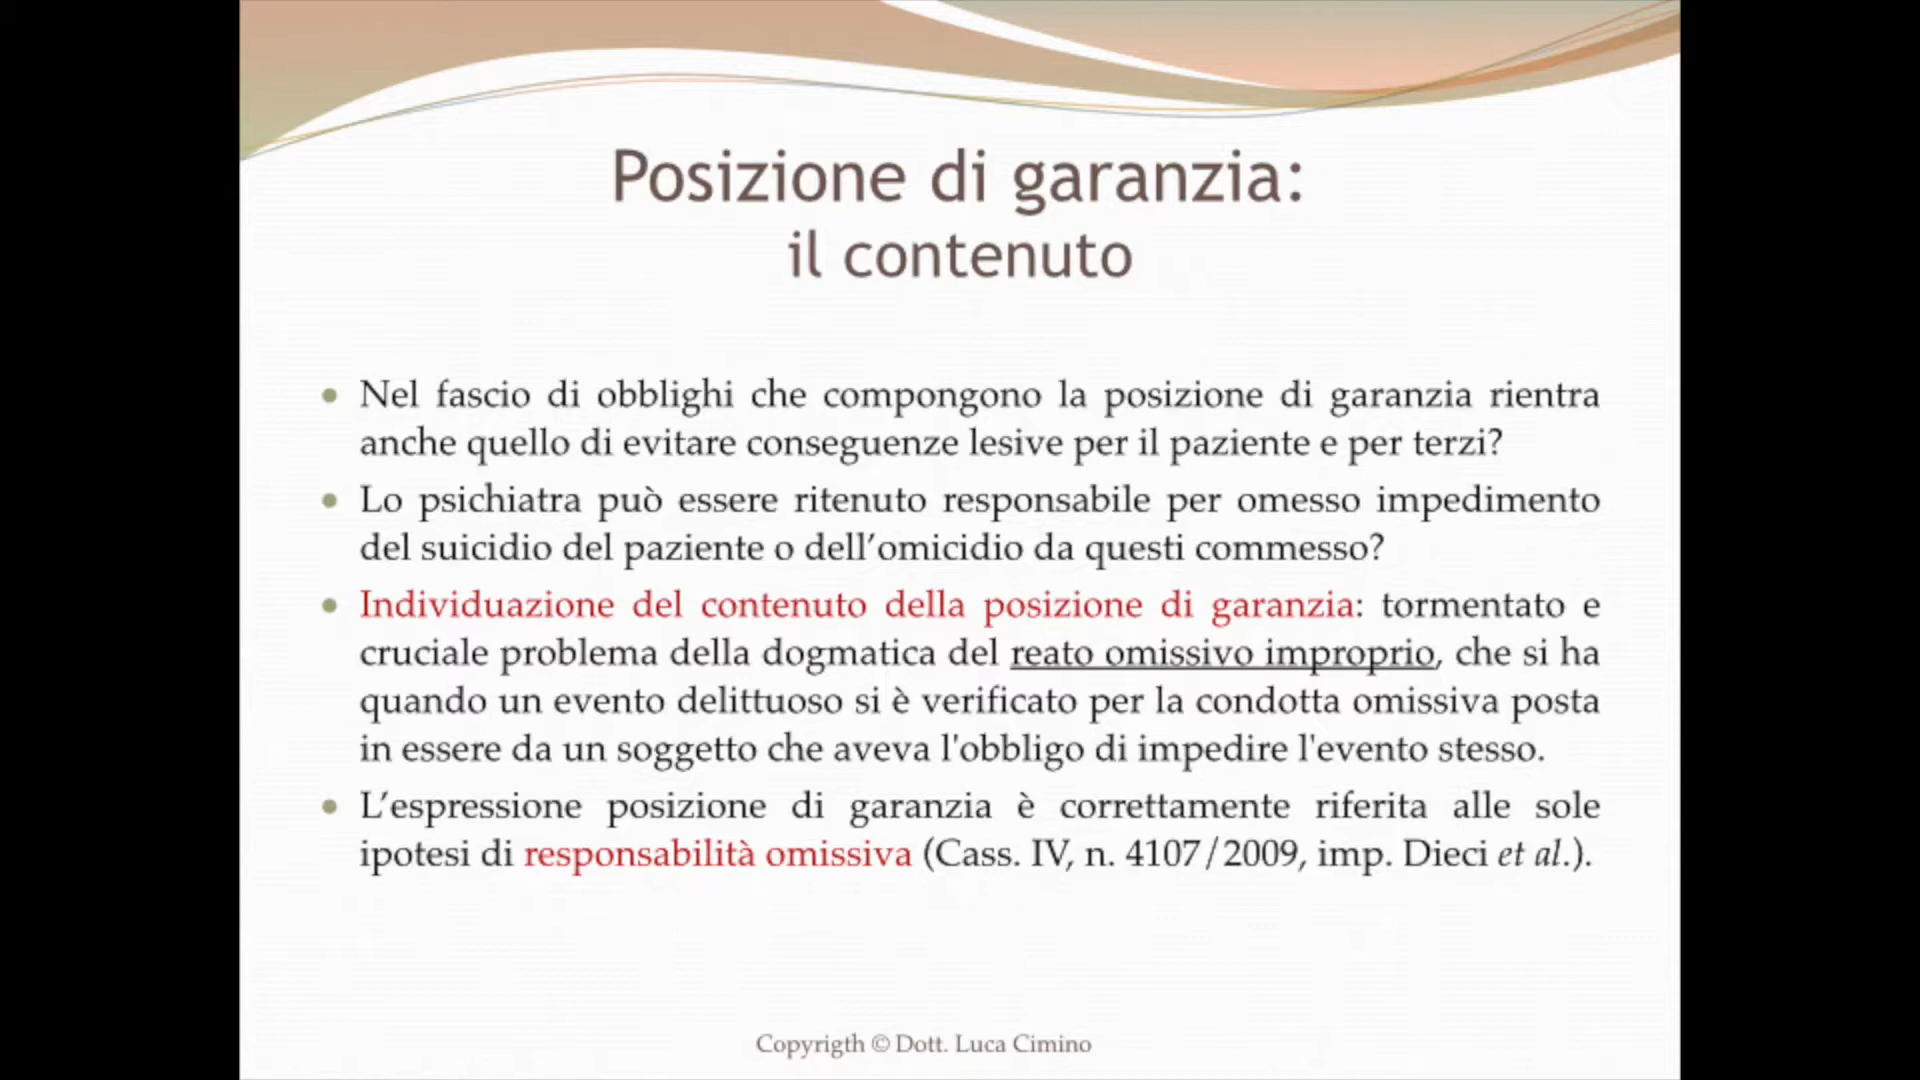 Posizione di garanzia:
il contenuto
• Nel fascio di obblighi che compongono la posizione di garanzia rientra
anche quello di evitare conseguenze lesive per il paziente e per terzi?
• Lo psichiatra può essere ritenuto responsabile per omesso impedimento
del suicidio del paziente o dell’omicidio da questi commesso?
• Individuazione del contenuto della posizione di garanzia: tormentato e
cruciale problema della dogmatica del reato omissivo improprio, che si ha
quando un evento delittuoso si è verificato per la condotta omissiva posta
in essere da un soggetto che aveva l'obbligo di impedire l'evento stesso.
• L’espressione posizione di garanzia è correttamente riferita alle sole
ipotesi di responsabilità omissiva (Cass. IV, n. 4107/2009, imp. Dieci et al.).
Copyrigth © Dott. Luca Cimino